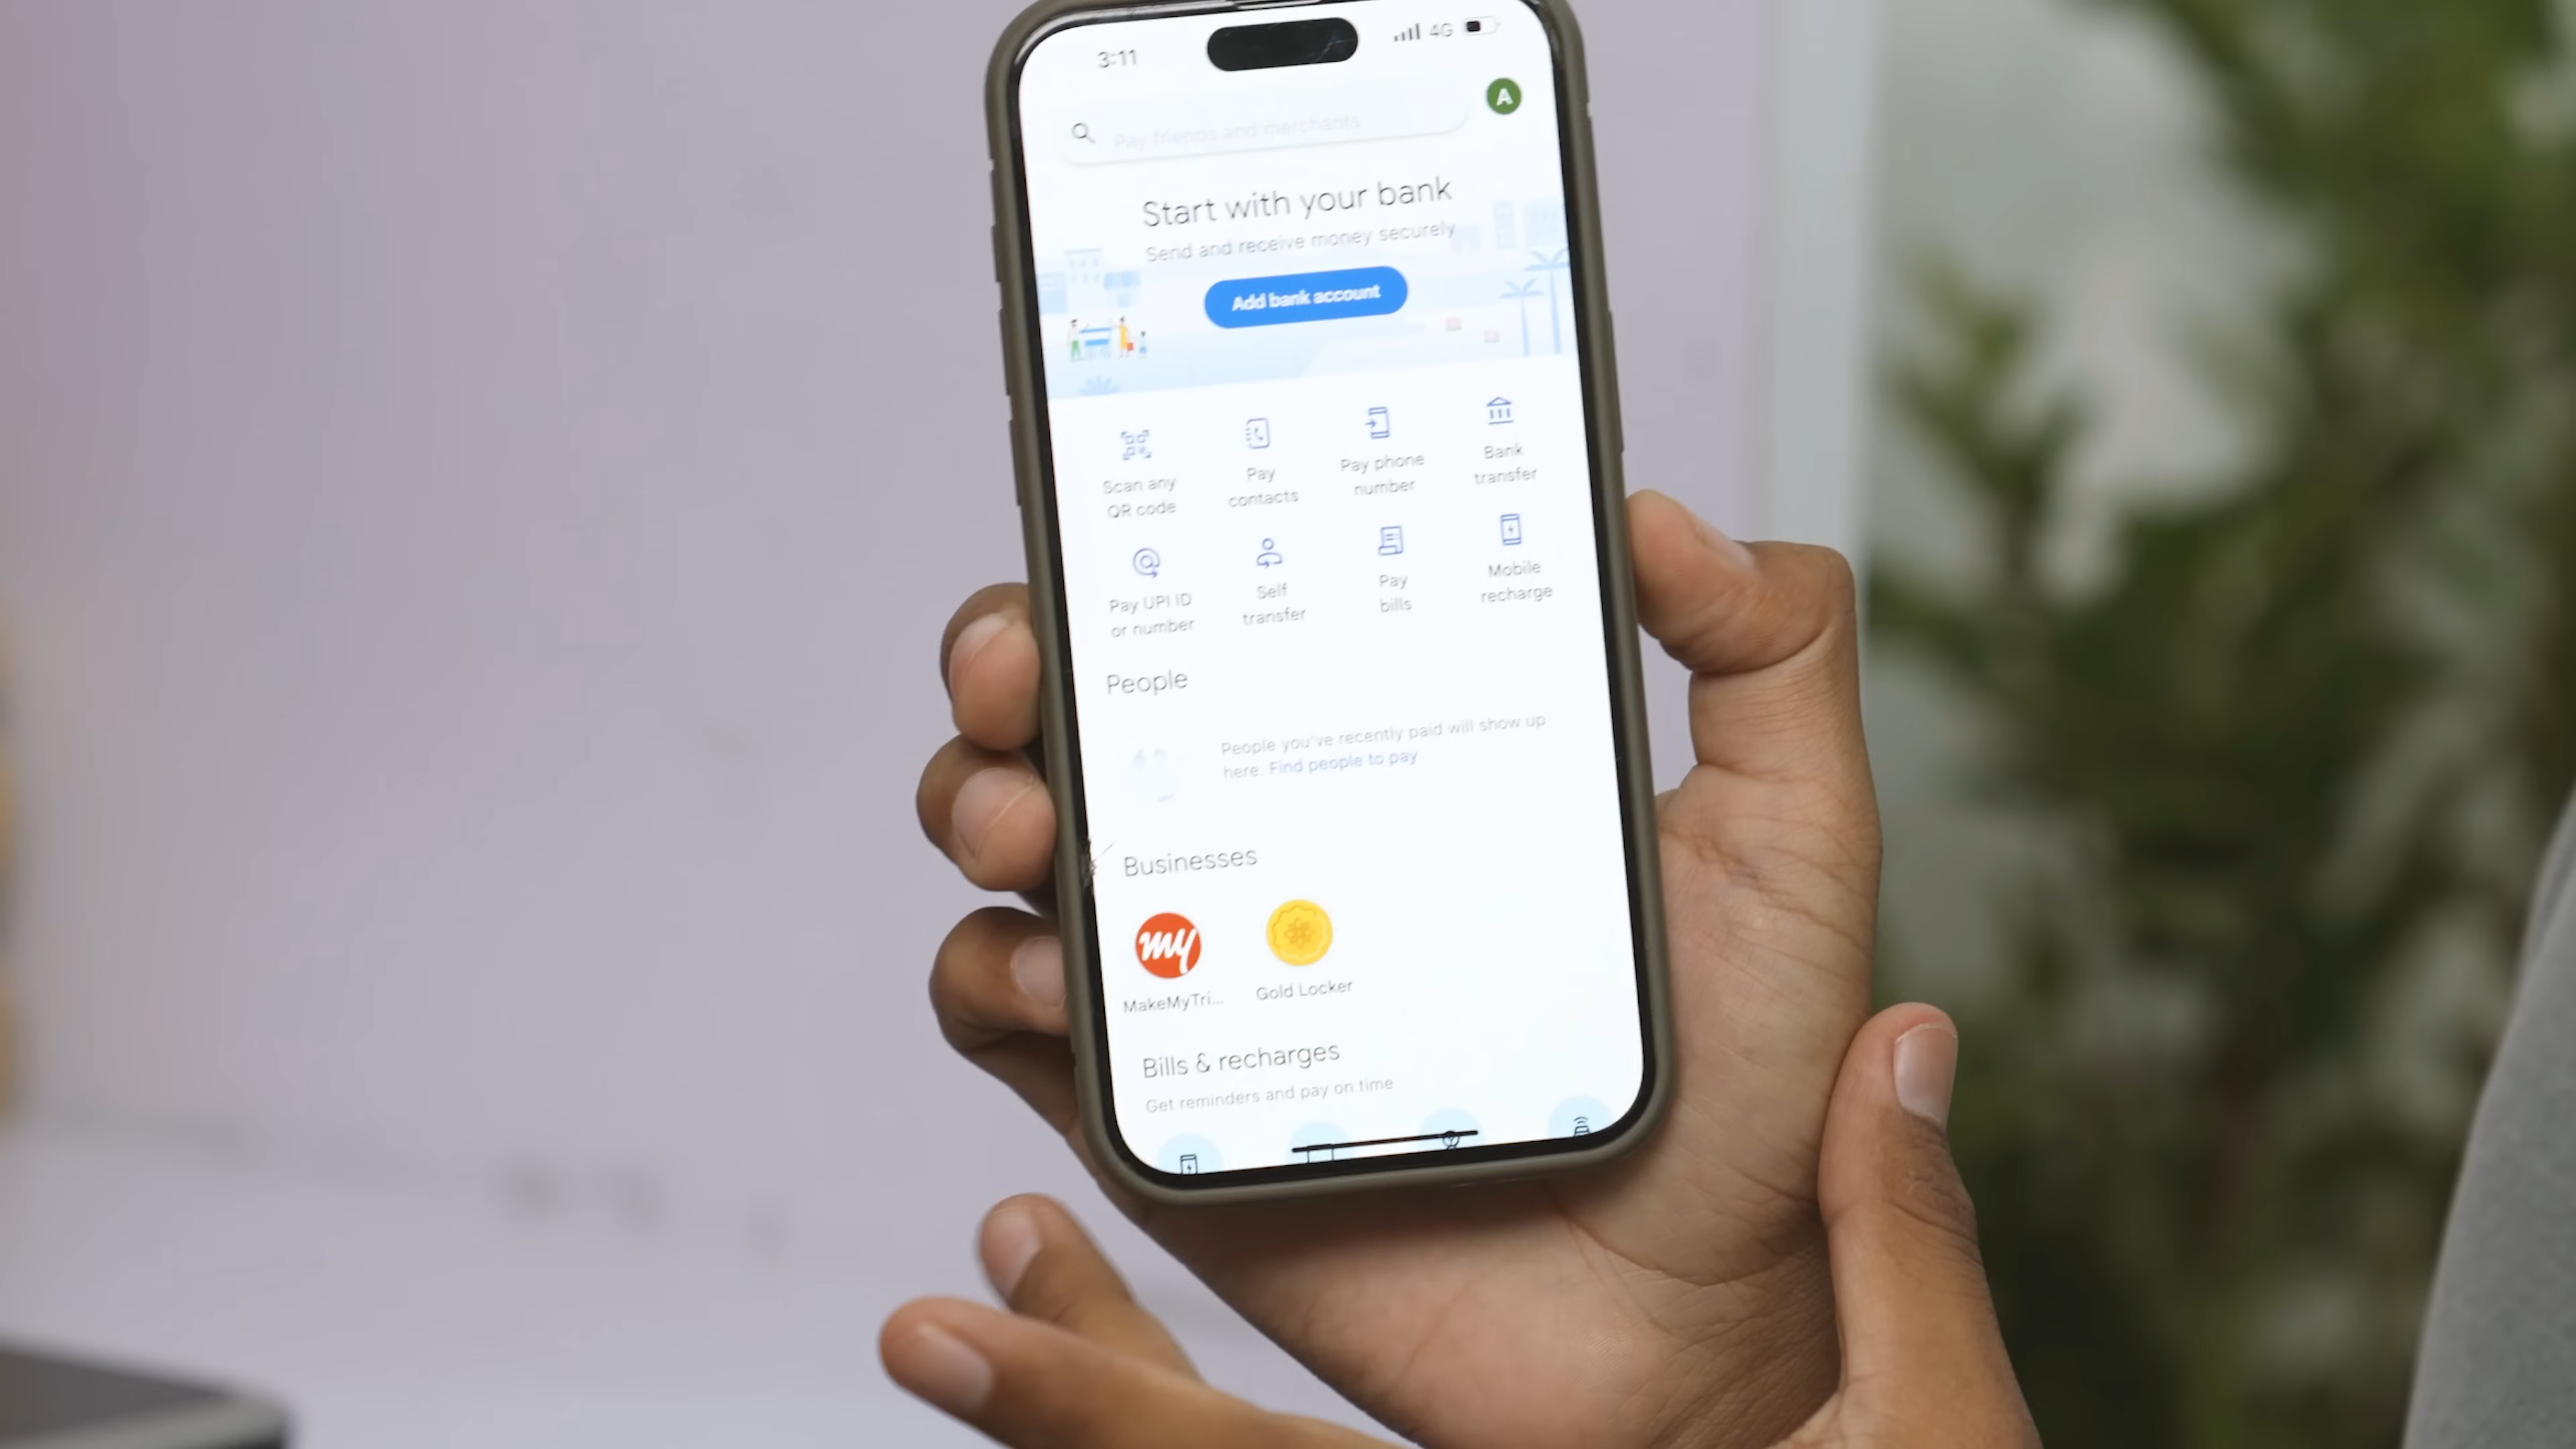 3:11
4G
A
Pay friends and merchants
Start with your bank
Send and receive money securely
Add bank account
Scan any
QR code
Pay
contacts
Pay phone
number
Bank
transfer
Pay UPI ID
or number
Self
transfer
Pay
bills
Mobile
recharge
People
People you've recently paid will show up
here. Find people to pay
Businesses
my
MakeMyTri...
Gold Locker
Bills & recharges
Get reminders and pay on time